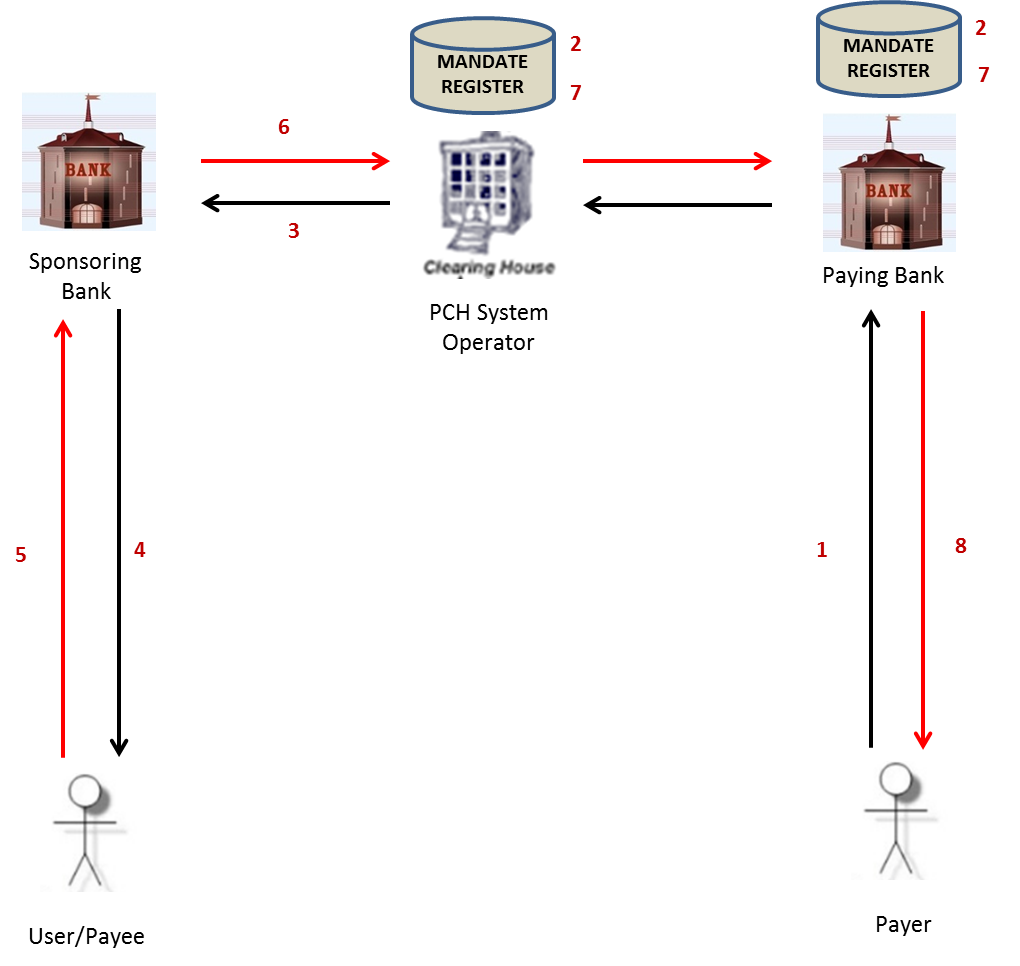 MANDATE
REGISTER
2
7
MANDATE
REGISTER
2
7
BANK
6
3
Clearing House
BANK
Sponsoring
Bank
PCH System
Operator
Paying Bank
5
4
1
8
User/Payee
Payer